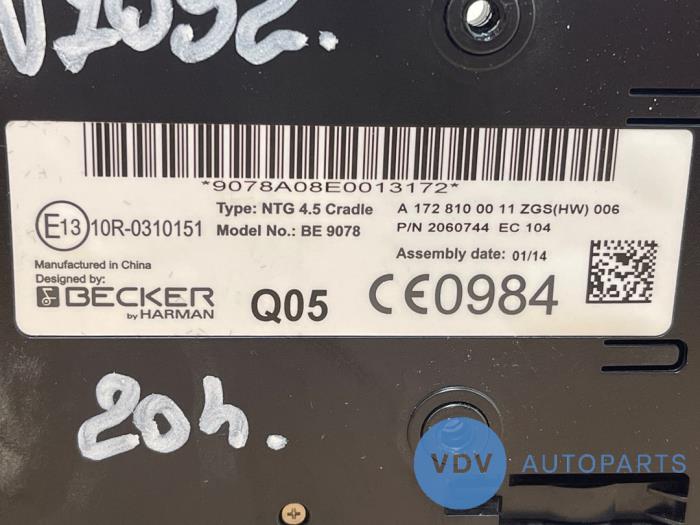 V1092.
*9078A08E0013172*
E13 10R-0310151
Type: NTG 4.5 Cradle
Model No.: BE 9078
A 172 810 00 11 ZGS(HW) 006
P/N 2060744 EC 104
Assembly date: 01/14
Manufactured in China
Designed by:
BECKER
by HARMAN
Q05
CE0984
204.
VDV AUTOPARTS